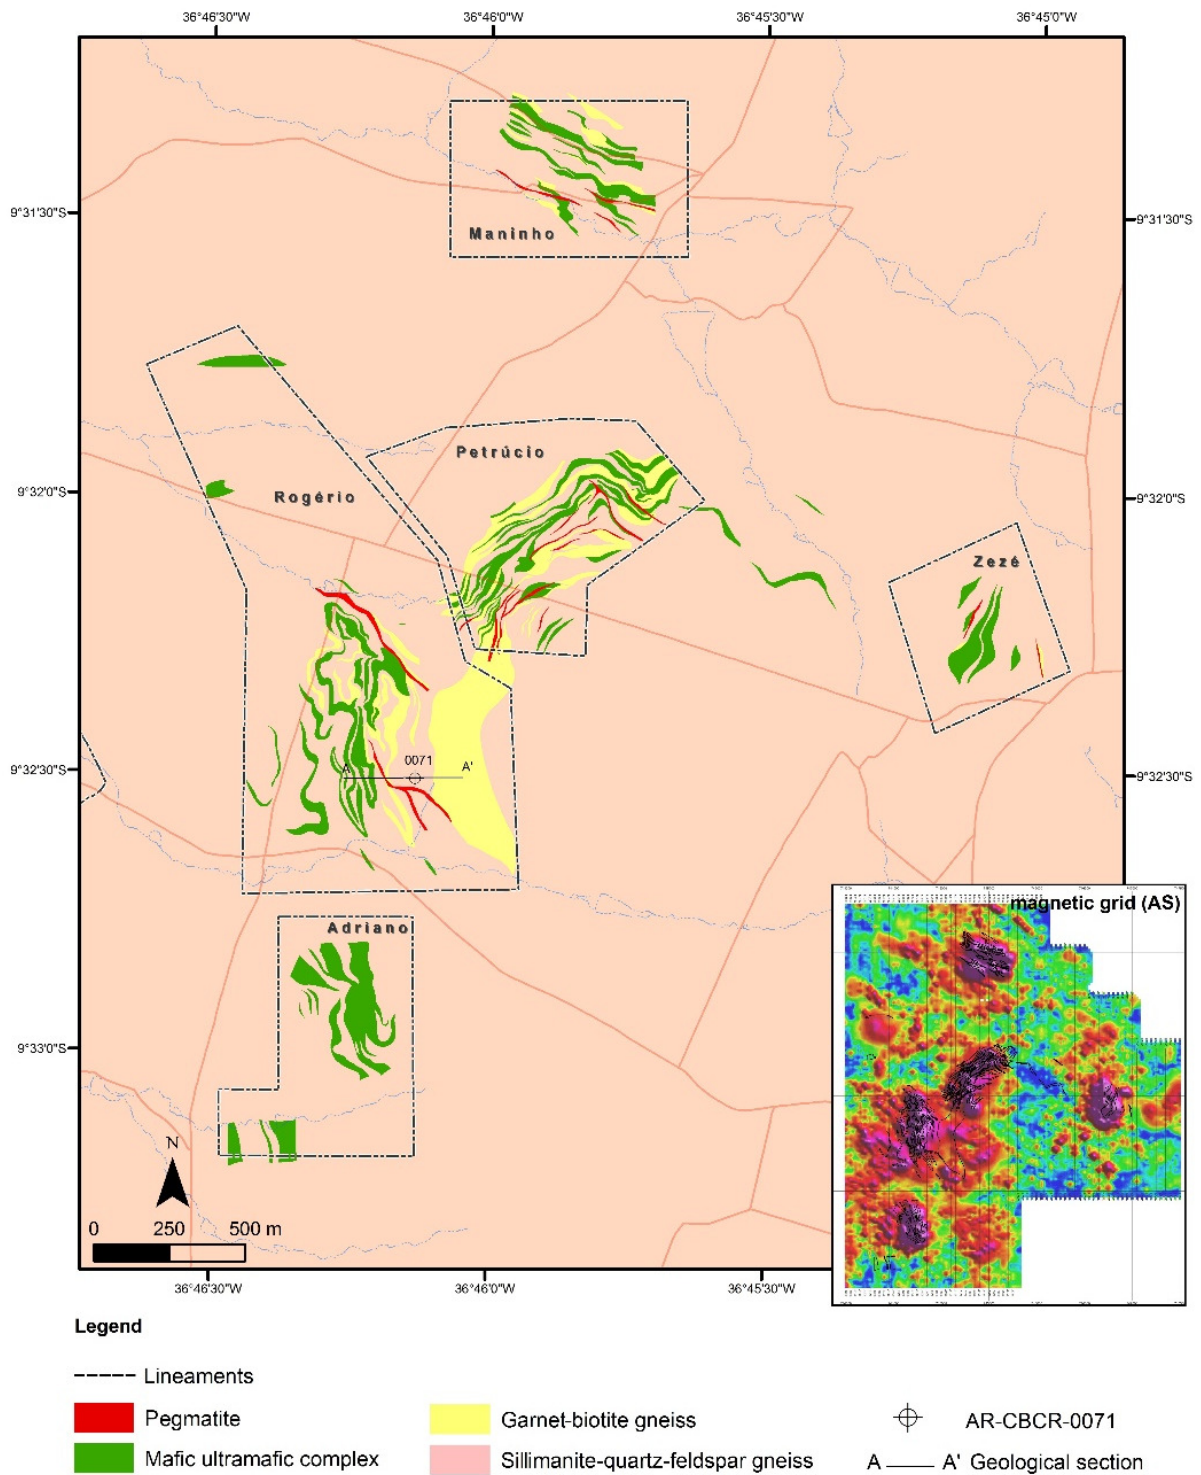 36°46'30"W
36°46'0"W
36°45'30"W
36°45'0"W
9°31'30"S
9°31'30"S
Maninho
Petrúcio
9°32'0"S
Rogério
9°32'0"S
Zezé
0071
A
A'
9°32'30"S
9°32'30"S
magnetic grid (AS)
Adriano
9°33'0"S
N
0 250 500 m
36°46'30"W
36°46'0"W
36°45'30"W
Legend
Lineaments
Pegmatite
Garnet-biotite gneiss
AR-CBCR-0071
Mafic ultramafic complex
Sillimanite-quartz-feldspar gneiss
A A' Geological section